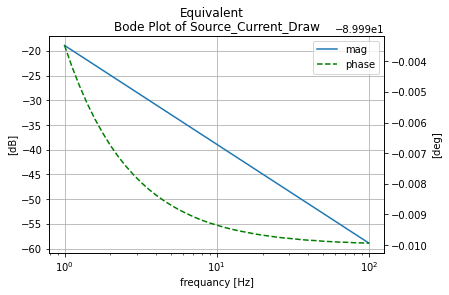 Equivalent
Bode Plot of Source_Current_Draw
−8.999e1
mag
phase
−20
−25
−30
−35
−40
−45
−50
−55
−60
[dB]
−0.004
−0.005
−0.006
−0.007
−0.008
−0.009
−0.010
[deg]
10⁰
10¹
10²
frequancy [Hz]